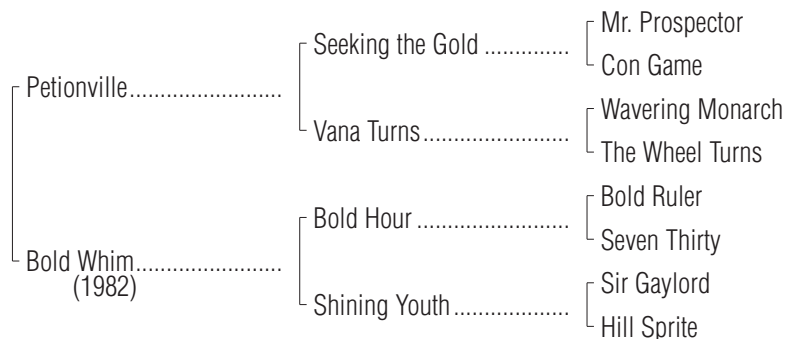 Mr. Prospector
Seeking the Gold ..............
Con Game
Petionville.........................
Wavering Monarch
Vana Turns........................
The Wheel Turns
Bold Ruler
Bold Hour .........................
Seven Thirty
Bold Whim........................
(1982)
Sir Gaylord
Shining Youth ...................
Hill Sprite